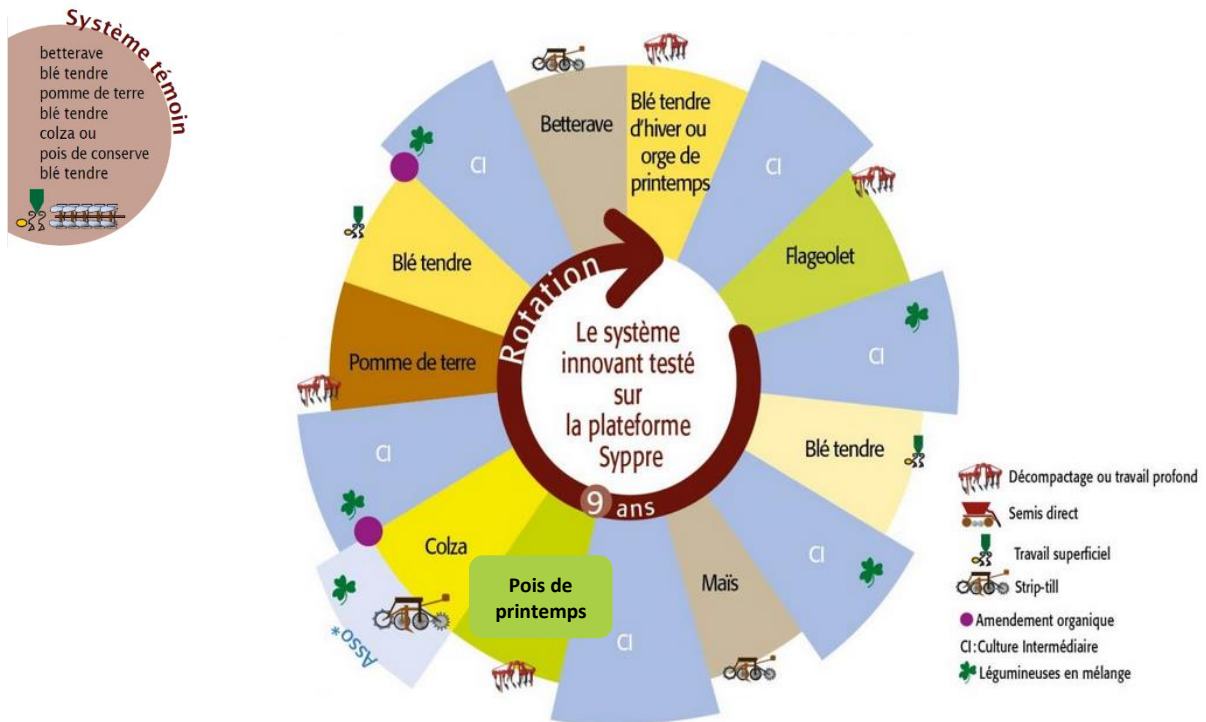 Système témoin
betterave
blé tendre
pomme de terre
blé tendre
colza ou
pois de conserve
blé tendre
Betterave
Blé tendre
d'hiver ou
orge de
printemps
CI
Flageolet
CI
Blé tendre
CI
Maïs
CI
Pois de
printemps
Colza
Asso*
CI
Pomme de terre
Blé tendre
CI
Rotation
9 ans
Le système
innovant testé
sur
la plateforme
Syppre
Décompactage ou travail profond
Semis direct
Travail superficiel
Strip-till
Amendement organique
CI : Culture Intermédiaire
Légumineuses en mélange